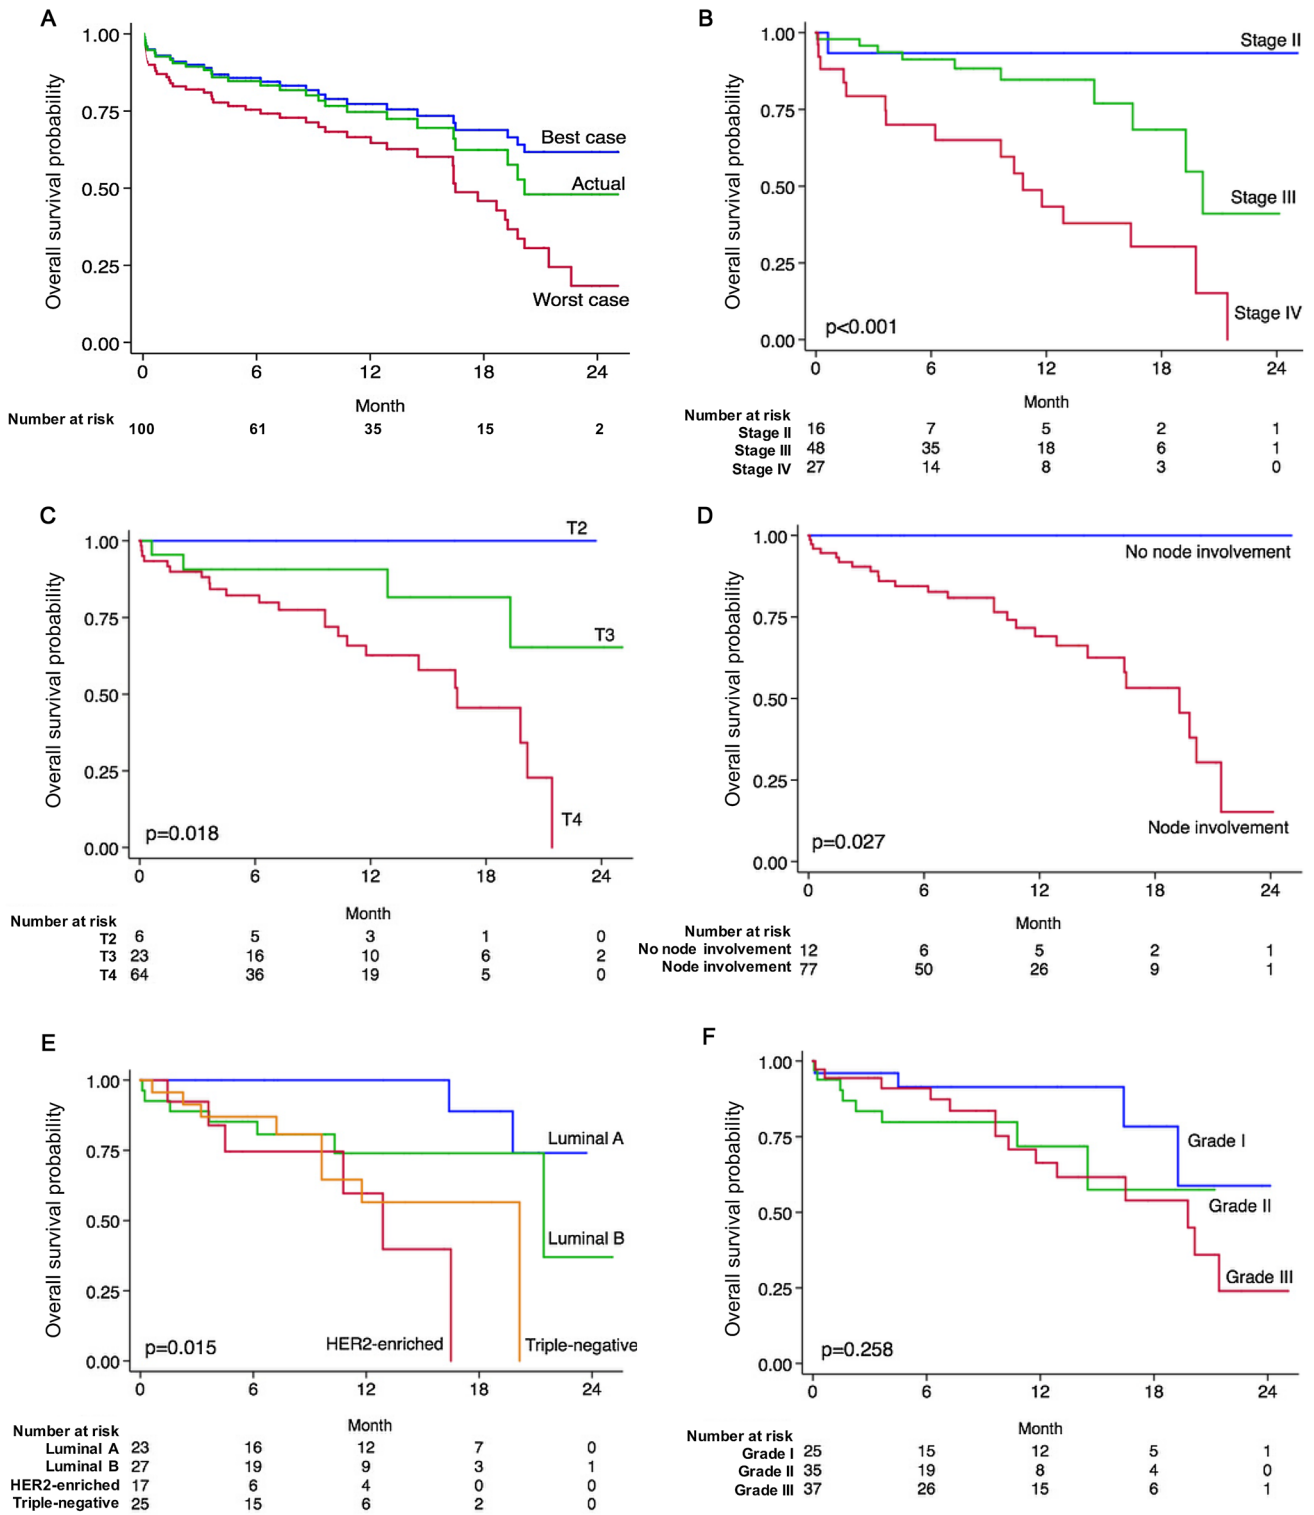 A
Overall survival probability
1.00
0.75
0.50
0.25
0.00
Best case
Actual
Worst case
0 6 12 18 24
Month
Number at risk
100 61 35 15 2
B
Overall survival probability
1.00
0.75
0.50
0.25
0.00
Stage II
Stage III
Stage IV
p<0.001
0 6 12 18 24
Month
Number at risk
Stage II 16 7 5 2 1
Stage III 48 35 18 6 1
Stage IV 27 14 8 3 0
C
Overall survival probability
1.00
0.75
0.50
0.25
0.00
T2
T3
T4
p=0.018
0 6 12 18 24
Month
Number at risk
T2 6 5 3 1 0
T3 23 16 10 6 2
T4 64 36 19 5 0
D
Overall survival probability
1.00
0.75
0.50
0.25
0.00
No node involvement
Node involvement
p=0.027
0 6 12 18 24
Month
Number at risk
No node involvement 12 6 5 2 1
Node involvement 77 50 26 9 1
E
Overall survival probability
1.00
0.75
0.50
0.25
0.00
Luminal A
Luminal B
HER2-enriched
Triple-negative
p=0.015
0 6 12 18 24
Month
Number at risk
Luminal A 23 16 12 7 0
Luminal B 27 19 9 3 1
HER2-enriched 17 6 4 0 0
Triple-negative 25 15 6 2 0
F
Overall survival probability
1.00
0.75
0.50
0.25
0.00
Grade I
Grade II
Grade III
p=0.258
0 6 12 18 24
Month
Number at risk
Grade I 25 15 12 5 1
Grade II 35 19 8 4 0
Grade III 37 26 15 6 1